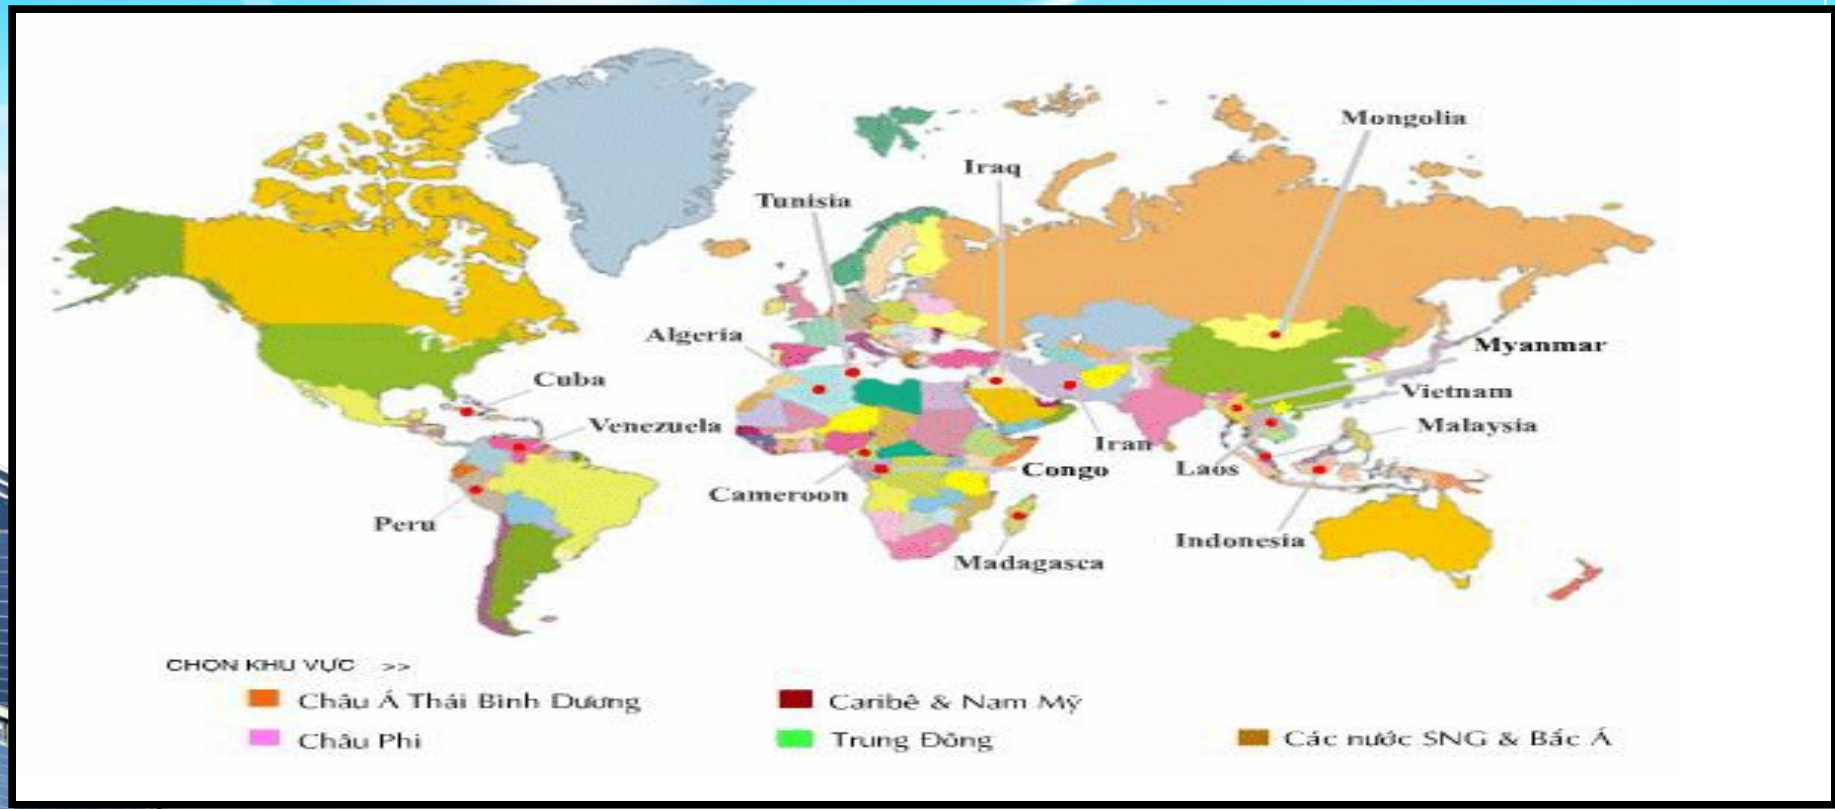 Mongolia
Iraq
Tunisia
Algeria
Myanmar
Cuba
Vietnam
Venezuela
Malaysia
Iran
Laos
Congo
Cameroon
Peru
Indonesia
Madagasca
CHỌN KHU VỰC >>
Châu Á Thái Bình Dương
Caribê & Nam Mỹ
Châu Phi
Trung Đông
Các nước SNG & Bắc Á